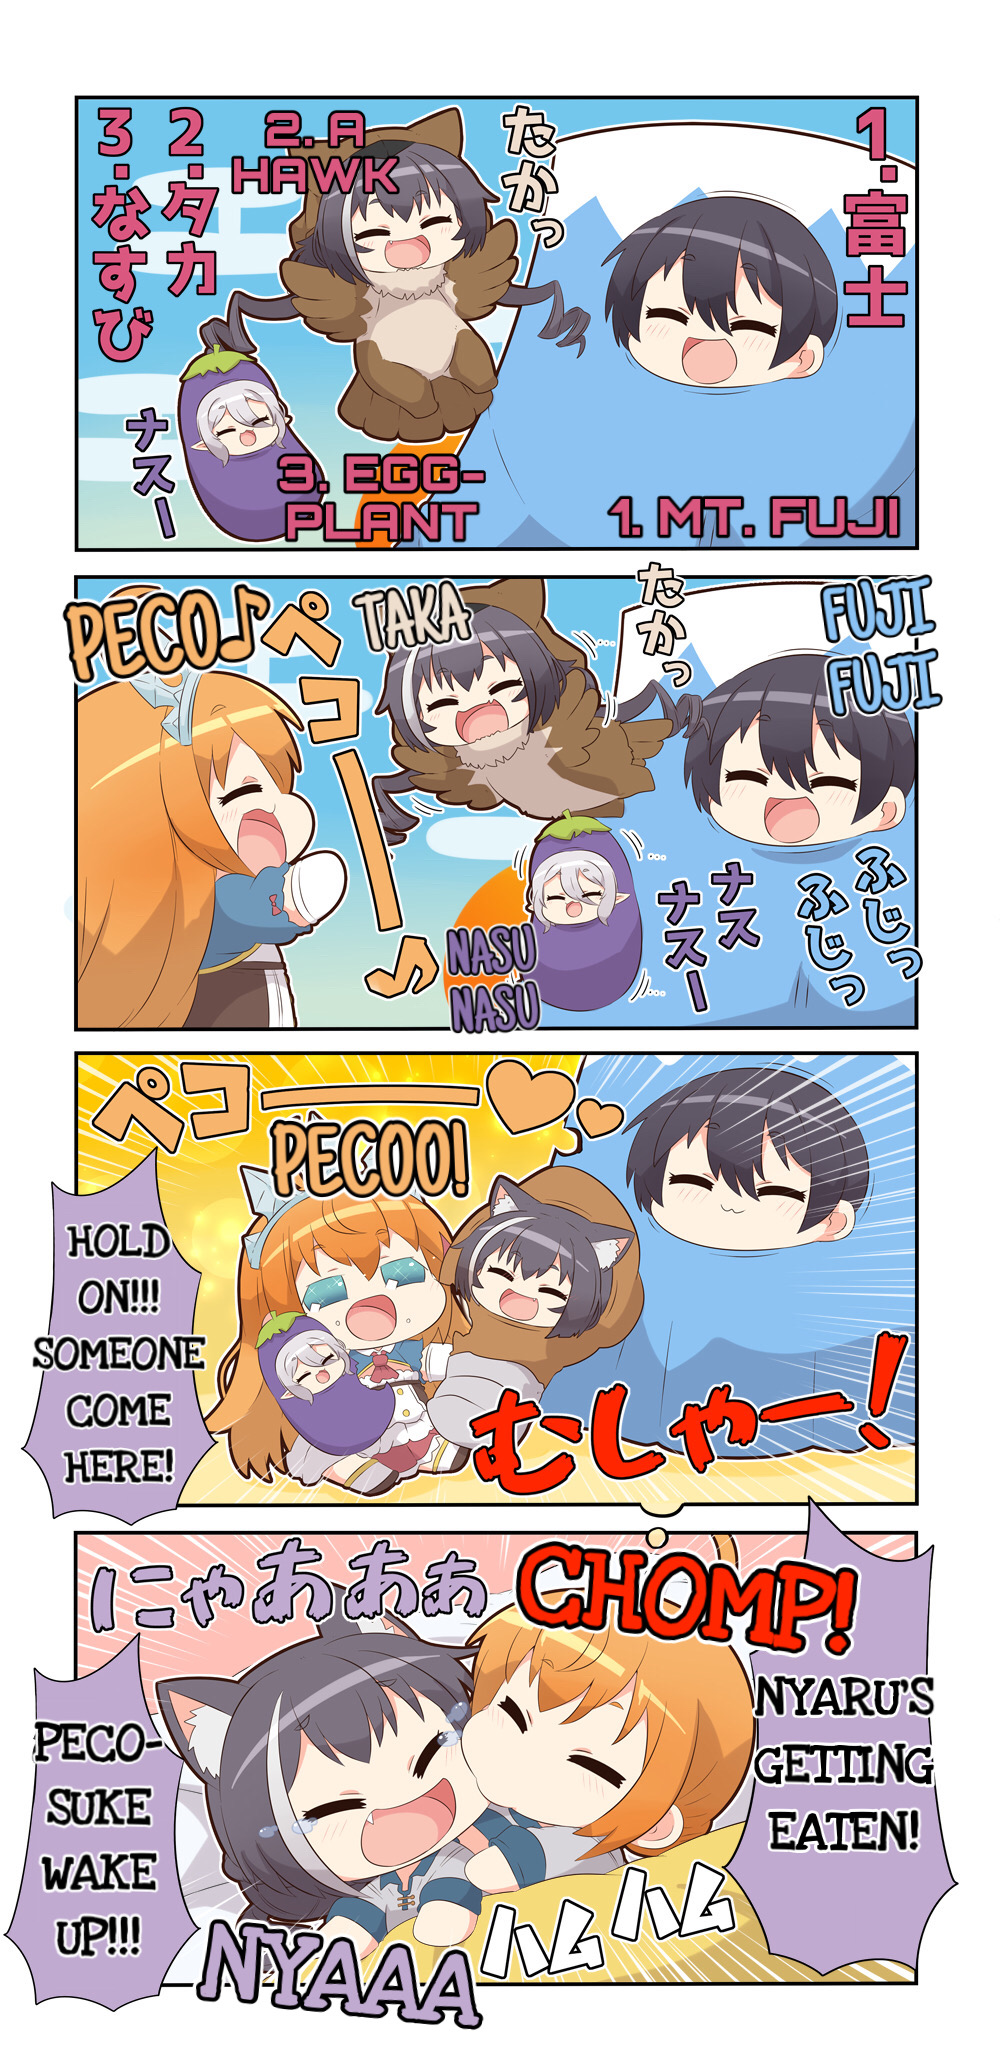 1.富士
2.タカ
3.なすび
2. A
HAWK
たかっ
ナスー
3. EGG-
PLANT
1. MT. FUJI
PECO♪
ペコーー♪
TAKA
たかっ
FUJI
FUJI
ふじっ
ふじっ
ナス
ナスー
NASU
NASU
ペコー♥♥
PECOO!
HOLD
ON!!!
SOMEONE
COME
HERE!
むしゃー!
にゃあああぁ
CHOMP!
NYARU'S
GETTING
EATEN!
PECO-
SUKE
WAKE
UP!!!
ハム
ハム
NYAAA